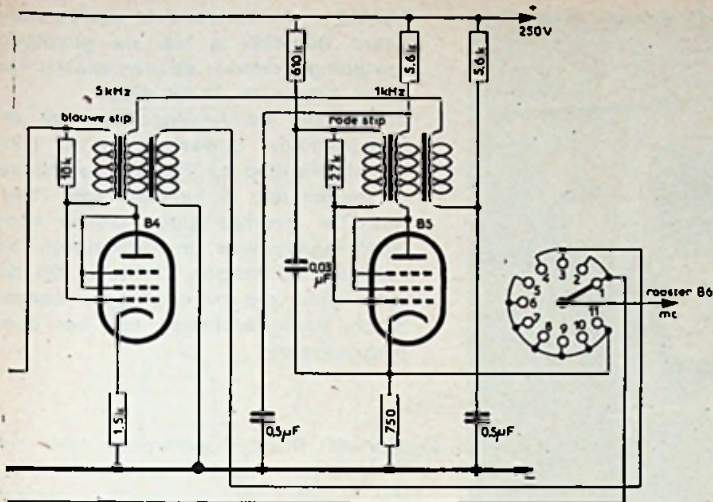 +
250V
610k
5.6k
5.6k
5kHz
1kHz
blauwe stip
rode stip
10k
27k
B4
B5
0,03
µF
4
3
2
5
1
6
7
11
8
9
10
rooster B6
mc
1,5k
0,5µF
750
0,5µF
-